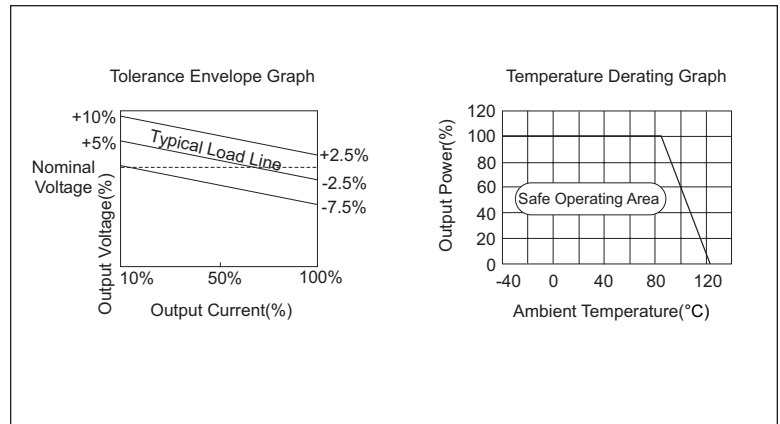 Tolerance Envelope Graph
+10%
+5%
Nominal
Voltage
Output Voltage(%)
Typical Load Line
+2.5%
-2.5%
-7.5%
10%
50%
100%
Output Current(%)
Temperature Derating Graph
Output Power(%)
120
100
80
60
40
20
0
Safe Operating Area
-40
0
40
80
120
Ambient Temperature(°C)